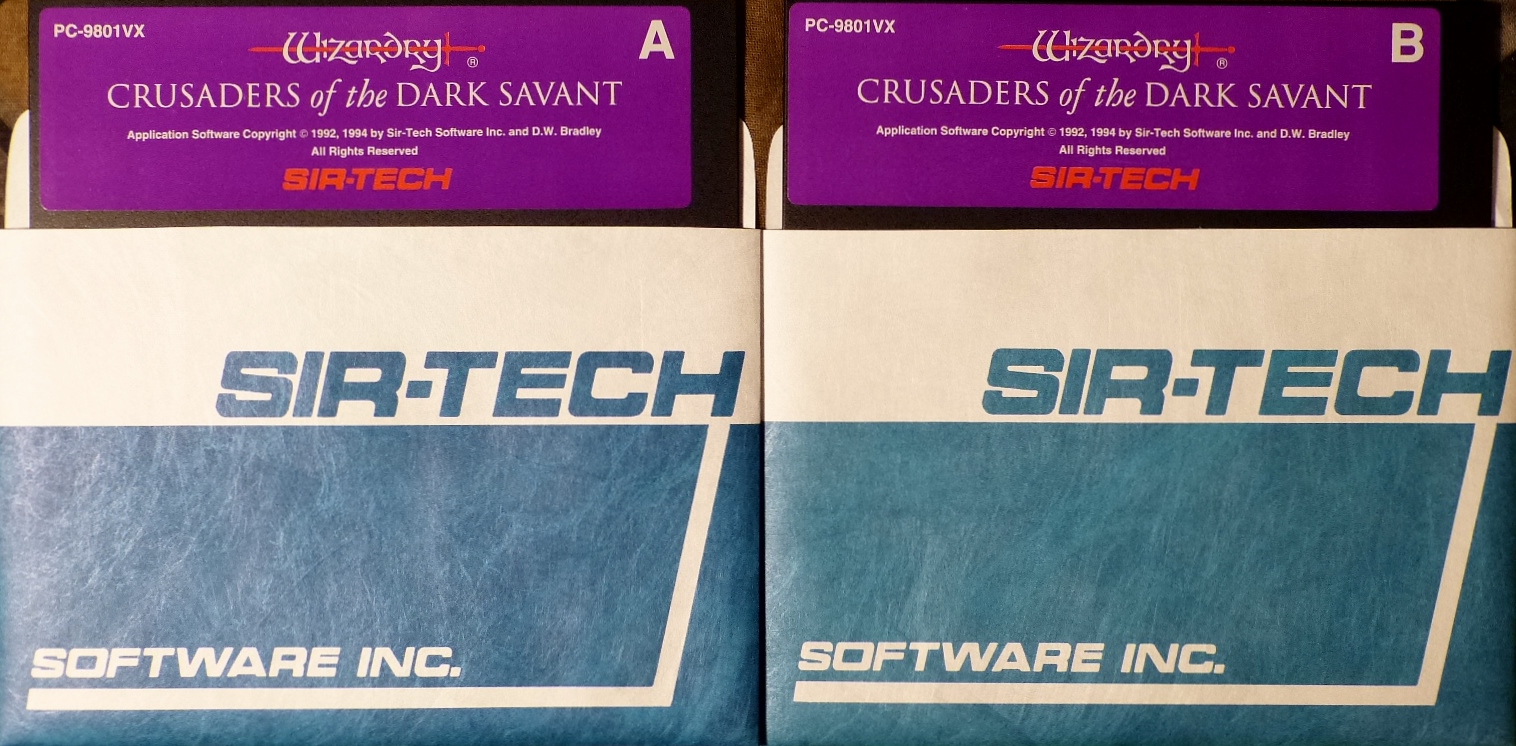 PC-9801VX
A
Wizardry®
CRUSADERS of the DARK SAVANT
Application Software Copyright © 1992, 1994 by Sir-Tech Software Inc. and D.W. Bradley
All Rights Reserved
SIR-TECH
SIR-TECH
SOFTWARE INC.
PC-9801VX
B
Wizardry®
CRUSADERS of the DARK SAVANT
Application Software Copyright © 1992, 1994 by Sir-Tech Software Inc. and D.W. Bradley
All Rights Reserved
SIR-TECH
SIR-TECH
SOFTWARE INC.